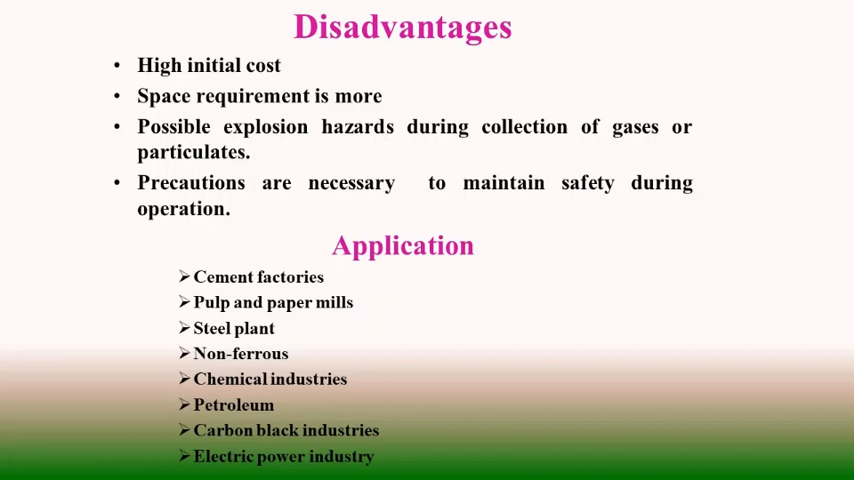 Disadvantages
• High initial cost
• Space requirement is more
• Possible explosion hazards during collection of gases or
particulates.
• Precautions are necessary to maintain safety during
operation.
Application
➢ Cement factories
➢ Pulp and paper mills
➢ Steel plant
➢ Non-ferrous
➢ Chemical industries
➢ Petroleum
➢ Carbon black industries
➢ Electric power industry